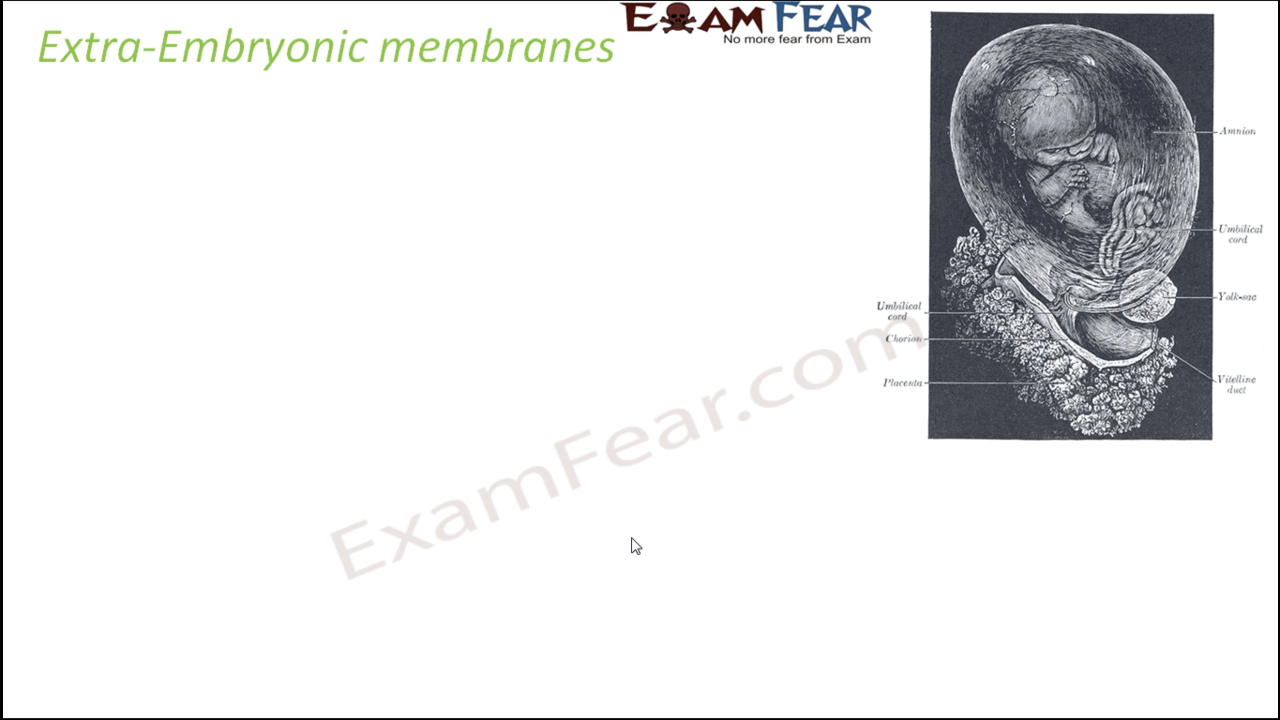 Extra-Embryonic membranes
EXAM FEAR
No more fear from Exam
Amnion
Umbilical
cord
Yolk-sac
Umbilical
cord
Chorion
Placenta
Vitelline
duct
ExamFear.com